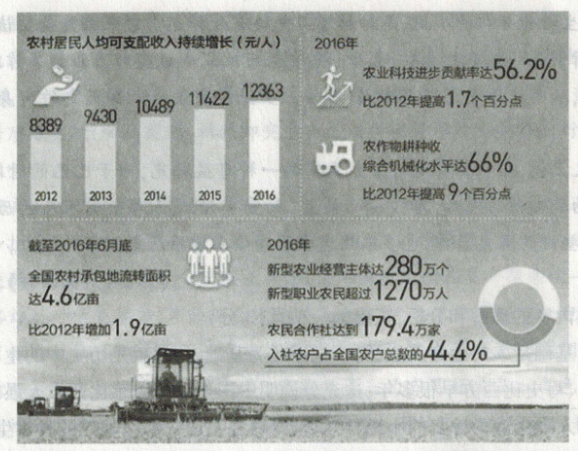 农村居民人均可支配收入持续增长（元/人）
8389
9430
10489
11422
12363
2012
2013
2014
2015
2016
2016年
农业科技进步贡献率达56.2%
比2012年提高1.7个百分点
农作物耕种收
综合机械化水平达66%
比2012年提高9个百分点
截至2016年6月底
全国农村承包地流转面积
达4.6亿亩
比2012年增加1.9亿亩
2016年
新型农业经营主体达280万个
新型职业农民超过1270万人
农民合作社达到179.4万家
入社农户占全国农户总数的44.4%